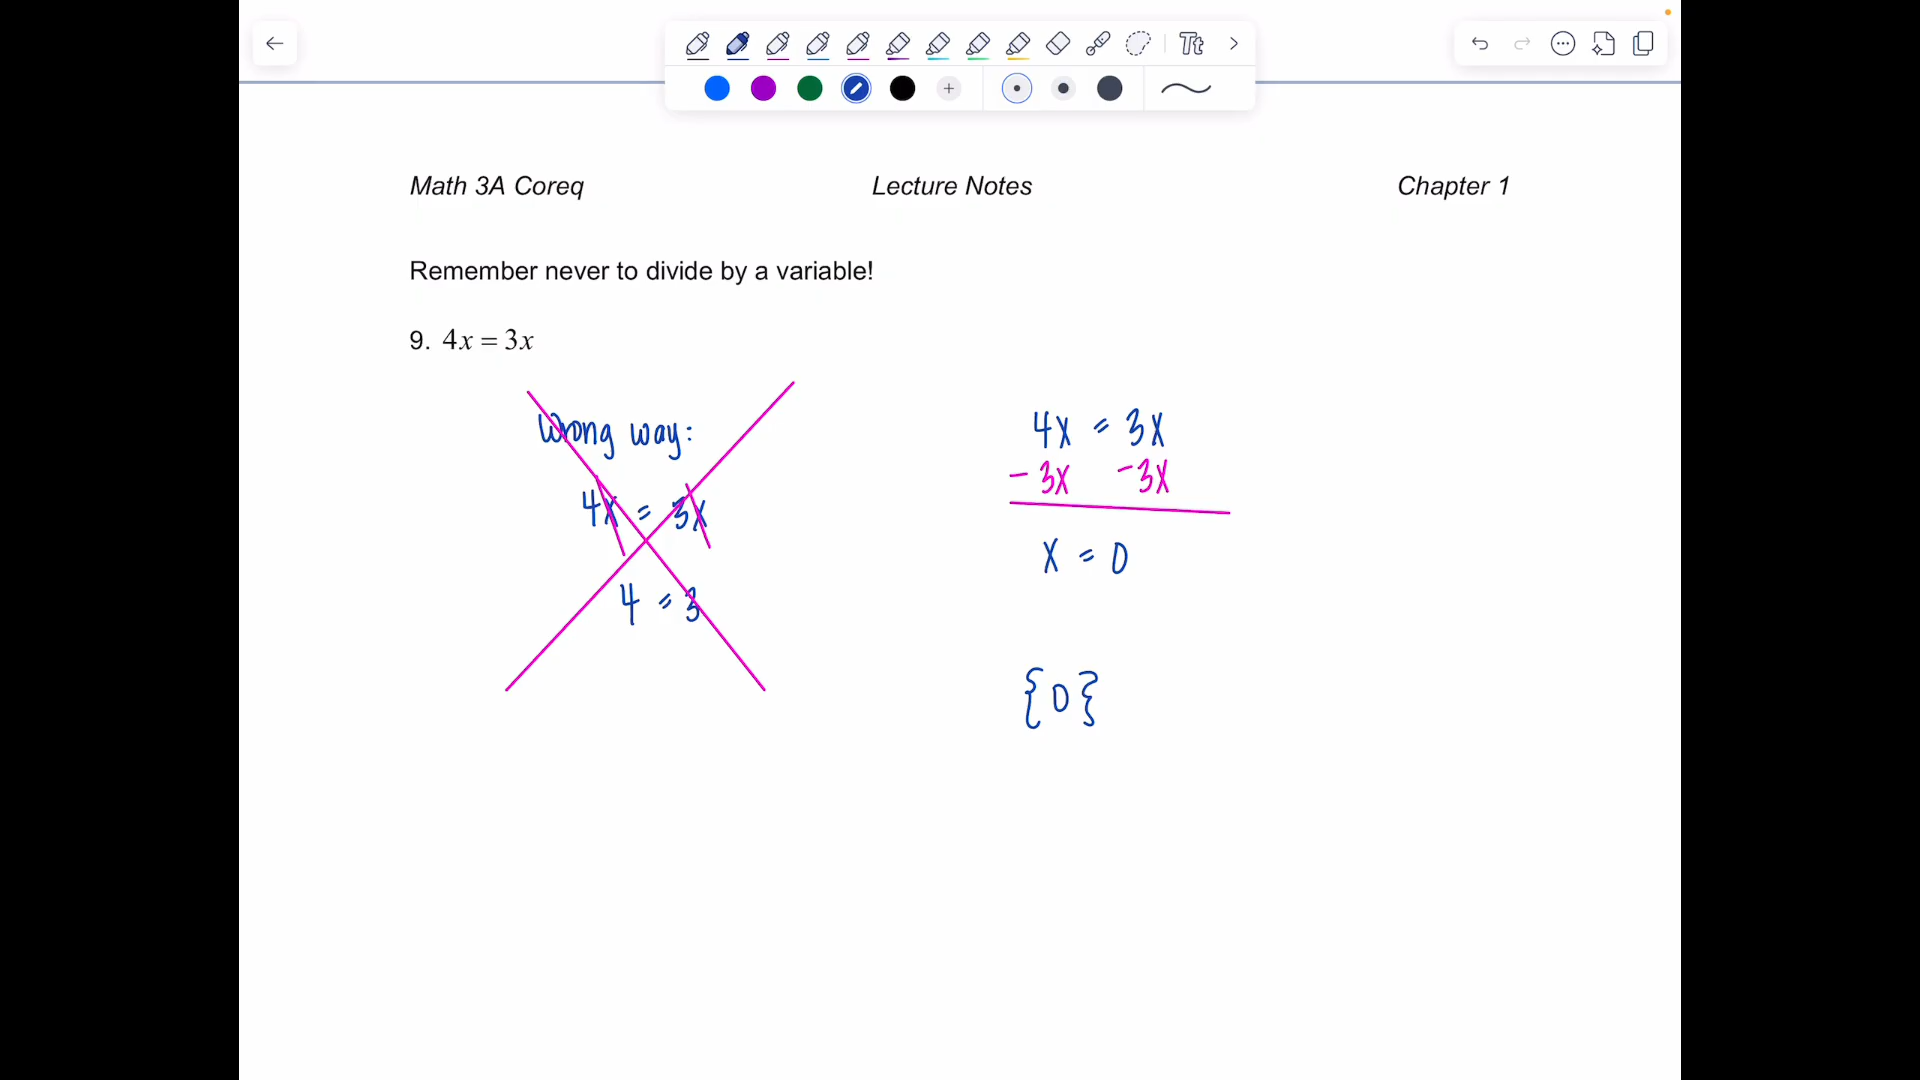 Tt
Math 3A Coreq Lecture Notes Chapter 1
Remember never to divide by a variable!
9. 4x = 3x
Wrong way:
4x = 3x
4 = 3
4x = 3x
-3x -3x
x = 0
{0}